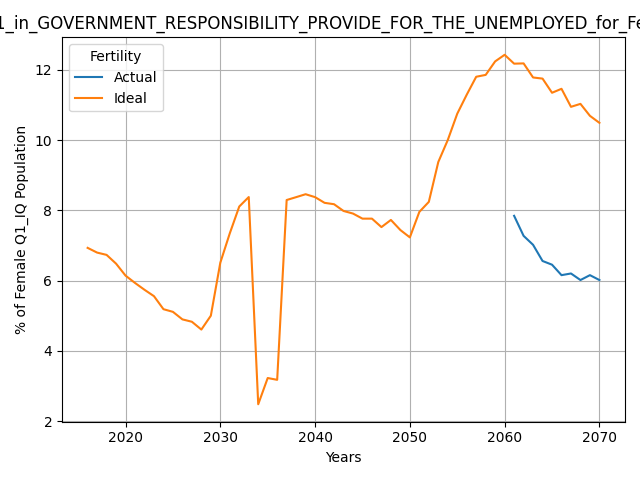 1_in_GOVERNMENT_RESPONSIBILITY_PROVIDE_FOR_THE_UNEMPLOYED_for_Fe
Fertility
Actual
Ideal
% of Female Q1_IQ Population
12
10
8
6
4
2
2020 2030 2040 2050 2060 2070
Years